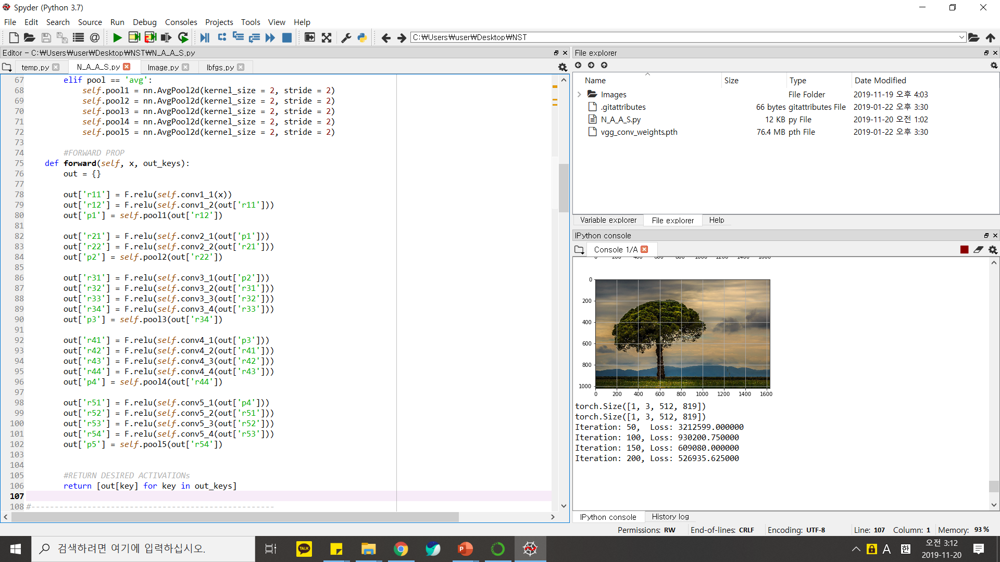 Spyder (Python 3.7)
File Edit Search Source Run Debug Consoles Projects Tools View Help
C:₩Users₩user₩Desktop₩NST
Editor - C:₩Users₩user₩Desktop₩NST₩N_A_A_S.py
temp.py N_A_A_S.py Image.py lbfgs.py
67 elif pool == 'avg':
68 self.pool1 = nn.AvgPool2d(kernel_size = 2, stride = 2)
69 self.pool2 = nn.AvgPool2d(kernel_size = 2, stride = 2)
70 self.pool3 = nn.AvgPool2d(kernel_size = 2, stride = 2)
71 self.pool4 = nn.AvgPool2d(kernel_size = 2, stride = 2)
72 self.pool5 = nn.AvgPool2d(kernel_size = 2, stride = 2)
73
74 #FORWARD PROP
75 def forward(self, x, out_keys):
76 out = {}
77
78 out['r11'] = F.relu(self.conv1_1(x))
79 out['r12'] = F.relu(self.conv1_2(out['r11']))
80 out['p1'] = self.pool1(out['r12'])
81
82 out['r21'] = F.relu(self.conv2_1(out['p1']))
83 out['r22'] = F.relu(self.conv2_2(out['r21']))
84 out['p2'] = self.pool2(out['r22'])
85
86 out['r31'] = F.relu(self.conv3_1(out['p2']))
87 out['r32'] = F.relu(self.conv3_2(out['r31']))
88 out['r33'] = F.relu(self.conv3_3(out['r32']))
89 out['r34'] = F.relu(self.conv3_4(out['r33']))
90 out['p3'] = self.pool3(out['r34'])
91
92 out['r41'] = F.relu(self.conv4_1(out['p3']))
93 out['r42'] = F.relu(self.conv4_2(out['r41']))
94 out['r43'] = F.relu(self.conv4_3(out['r42']))
95 out['r44'] = F.relu(self.conv4_4(out['r43']))
96 out['p4'] = self.pool4(out['r44'])
97
98 out['r51'] = F.relu(self.conv5_1(out['p4']))
99 out['r52'] = F.relu(self.conv5_2(out['r51']))
100 out['r53'] = F.relu(self.conv5_3(out['r52']))
101 out['r54'] = F.relu(self.conv5_4(out['r53']))
102 out['p5'] = self.pool5(out['r54'])
103
104
105 #RETURN DESIRED ACTIVATIONs
106 return [out[key] for key in out_keys]
107
108 #----------------------------------------------------
File explorer
Name Size Type Date Modified
Images File Folder 2019-11-19 오후 4:03
.gitattributes 66 bytes gitattributes File 2019-01-22 오후 3:30
N_A_A_S.py 12 KB py File 2019-11-20 오전 1:02
vgg_conv_weights.pth 76.4 MB pth File 2019-01-22 오후 3:30
Variable explorer File explorer Help
IPython console
Console 1/A
0 200 400 600 800 1000 1200 1400 1600
0
200
400
600
800
1000
0 200 400 600 800 1000 1200 1400 1600
torch.Size([1, 3, 512, 819])
torch.Size([1, 3, 512, 819])
Iteration: 50, Loss: 3212599.000000
Iteration: 100, Loss: 930200.750000
Iteration: 150, Loss: 609080.000000
Iteration: 200, Loss: 526935.625000
IPython console History log
Permissions: RW End-of-lines: CRLF Encoding: UTF-8 Line: 107 Column: 1 Memory: 93 %
검색하려면 여기에 입력하십시오.
TALK
P
A 한
오전 3:12
2019-11-20